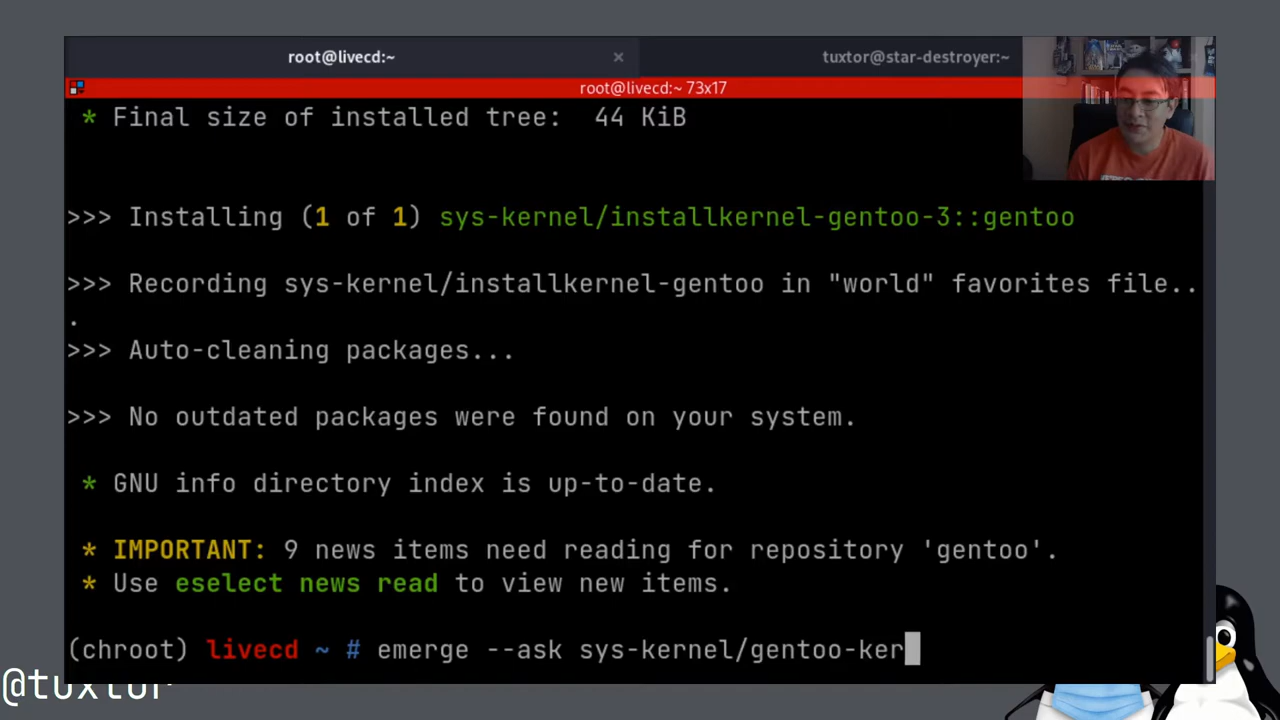 root@livecd:~ ×
tuxtor@star-destroyer:~
root@livecd:~ 73x17
* Final size of installed tree:  44 KiB
>>> Installing (1 of 1) sys-kernel/installkernel-gentoo-3::gentoo
>>> Recording sys-kernel/installkernel-gentoo in "world" favorites file..
.
>>> Auto-cleaning packages...
>>> No outdated packages were found on your system.
* GNU info directory index is up-to-date.
* IMPORTANT: 9 news items need reading for repository 'gentoo'.
* Use eselect news read to view new items.
(chroot) livecd ~ # emerge --ask sys-kernel/gentoo-ker
@tuxtor